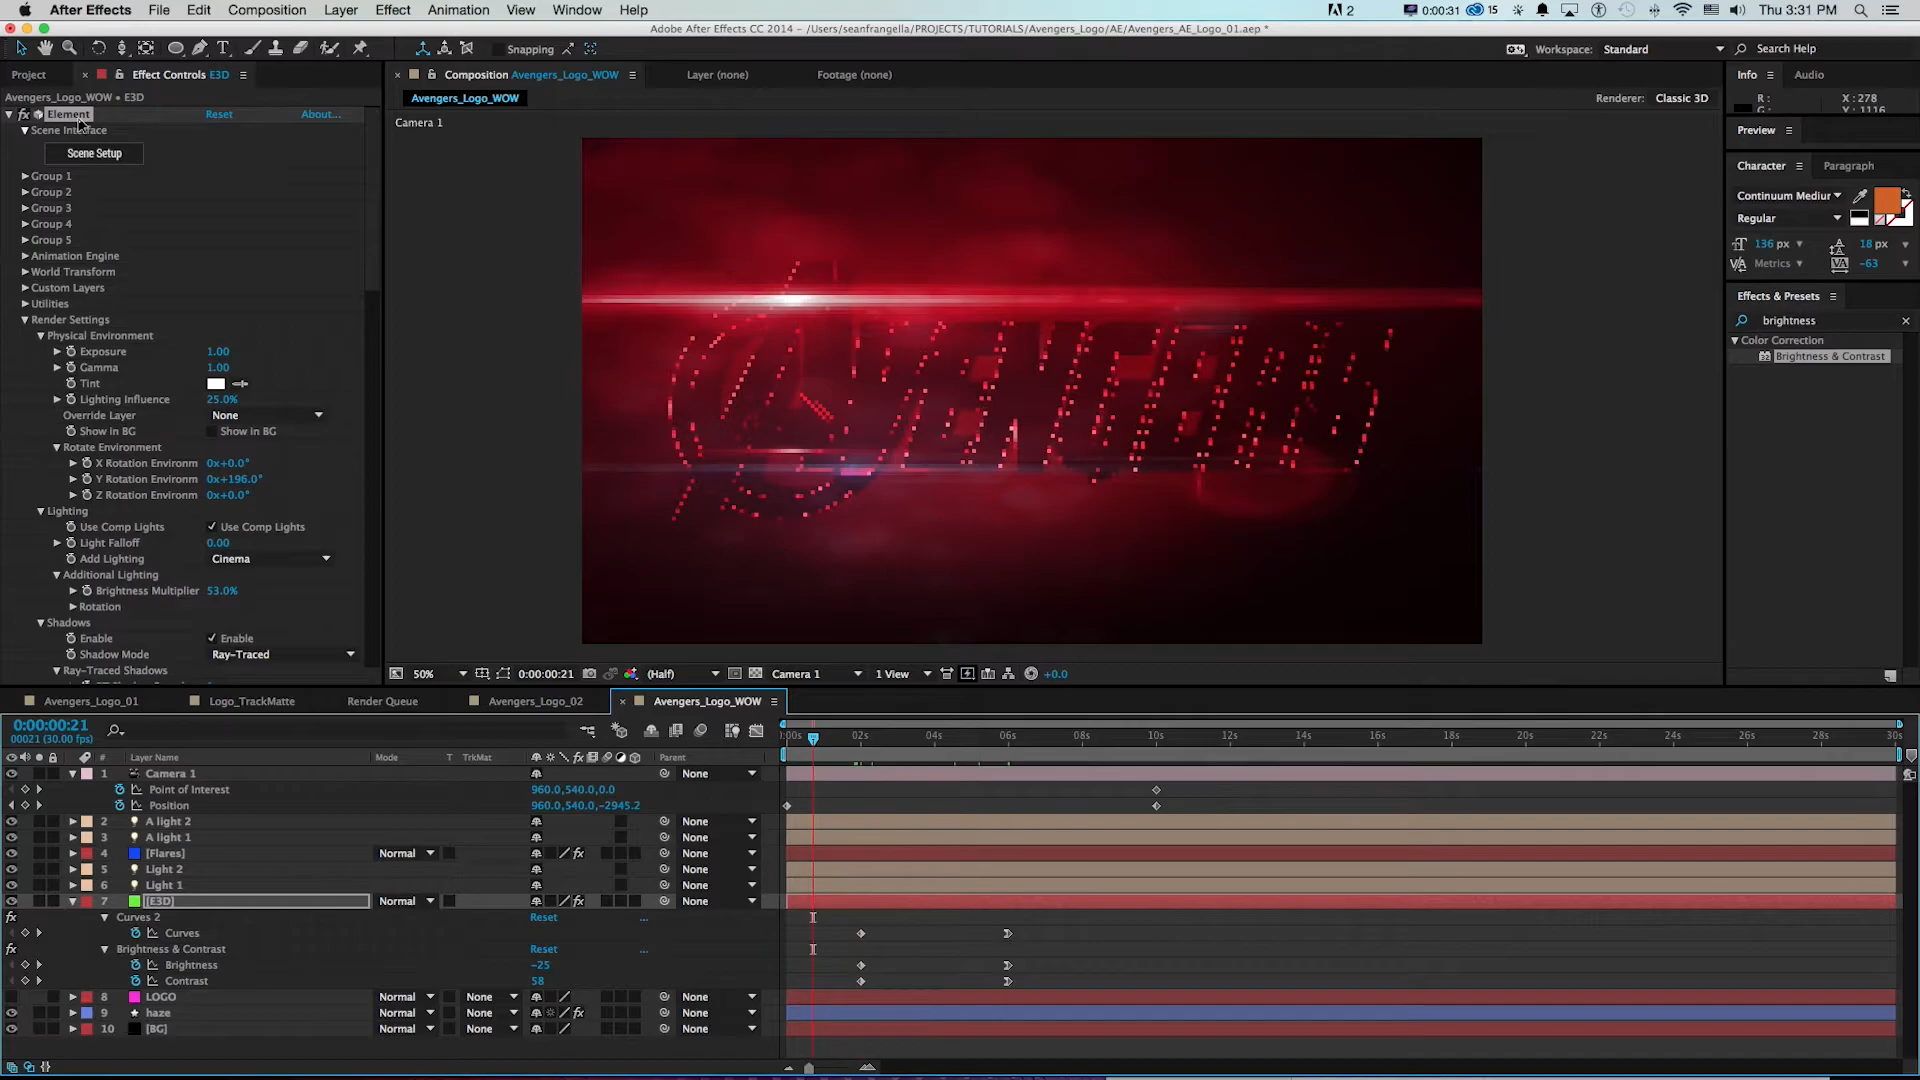 After Effects File Edit Composition Layer Effect Animation View Window Help 2 0:00:31 15 Thu 3:31 PM
Adobe After Effects CC 2014 - /Users/seanfrangella/PROJECTS/TUTORIALS/Avengers_Logo/AE/Avengers_AE_Logo_01.aep *
Snapping Workspace: Standard Search Help
Project Effect Controls E3D Composition Avengers_Logo_WOW Layer (none) Footage (none) Info Audio
Avengers_Logo_WOW • E3D Avengers_Logo_WOW Renderer: Classic 3D R: X : 278
G: Y : 1116
fx Element Reset About...
Camera 1
Scene Interface Preview
Scene Setup
Character Paragraph
Group 1
Group 2 Continuum Mediur
Group 3 Regular
Group 4
Group 5 136 px 18 px
Animation Engine Metrics -63
World Transform
Custom Layers Effects & Presets
Utilities
Render Settings brightness
Physical Environment Color Correction
Exposure 1.00 Brightness & Contrast
Gamma 1.00
Tint
Lighting Influence 25.0%
Override Layer None
Show in BG Show in BG
Rotate Environment
X Rotation Environm 0x+0.0°
Y Rotation Environm 0x+196.0°
Z Rotation Environm 0x+0.0°
Lighting
Use Comp Lights Use Comp Lights
Light Falloff 0.00
Add Lighting Cinema
Additional Lighting
Brightness Multiplier 53.0%
Rotation
Shadows
Enable Enable
Shadow Mode Ray-Traced
Ray-Traced Shadows
AVENGERS
50% 0:00:00:21 (Half) Camera 1 1 View +0.0
Avengers_Logo_01 Logo_TrackMatte Render Queue Avengers_Logo_02 Avengers_Logo_WOW
0:00:00:21
00021 (30.00 fps)
:00s 02s 04s 06s 08s 10s 12s 14s 16s 18s 20s 22s 24s 26s 28s 30s
# Layer Name Mode T TrkMat Parent
1 Camera 1 None
Point of Interest 960.0,540.0,0.0
Position 960.0,540.0,-2945.2
2 A light 2 None
3 A light 1 None
4 [Flares] Normal None
5 Light 2 None
6 Light 1 None
7 [E3D] Normal None
Curves 2 Reset ...
Curves
Brightness & Contrast Reset ...
Brightness -25
Contrast 58
8 LOGO Normal None None
9 haze Normal None None
10 [BG] Normal None None